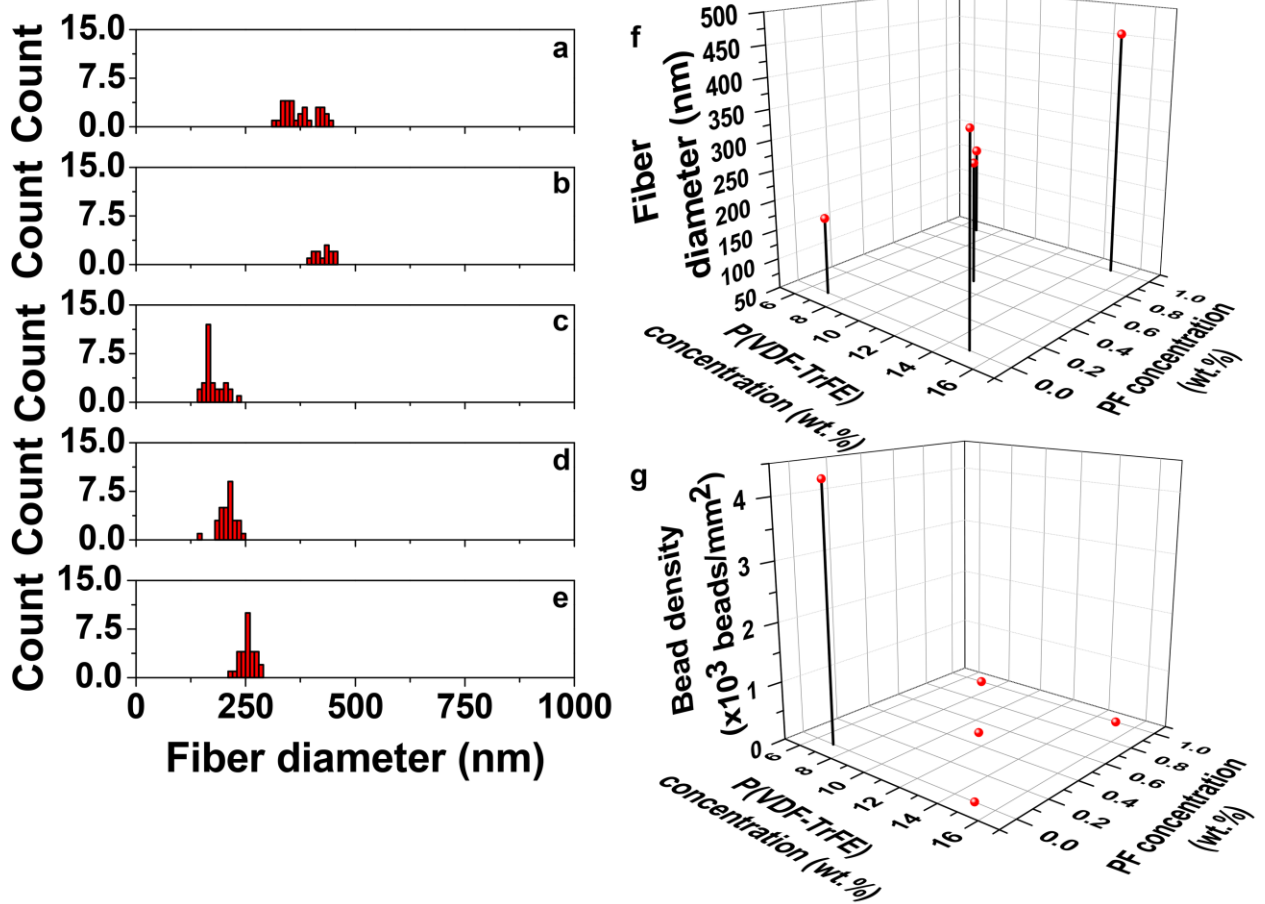 15.0
a
7.5
0.0
Count
15.0
b
7.5
0.0
Count
15.0
c
7.5
0.0
Count
15.0
d
7.5
0.0
Count
15.0
e
7.5
0.0
Count
0 250 500 750 1000
Fiber diameter (nm)
f
500
450
400
350
300
250
200
150
100
50
Fiber
diameter (nm)
6 8 10 12 14 16
P(VDF-TrFE)
concentration (wt.%)
0.0 0.2 0.4 0.6 0.8 1.0
PF concentration
(wt.%)
g
4
3
2
1
0
Bead density
(x10³ beads/mm²)
6 8 10 12 14 16
P(VDF-TrFE)
concentration (wt.%)
0.0 0.2 0.4 0.6 0.8 1.0
PF concentration
(wt.%)